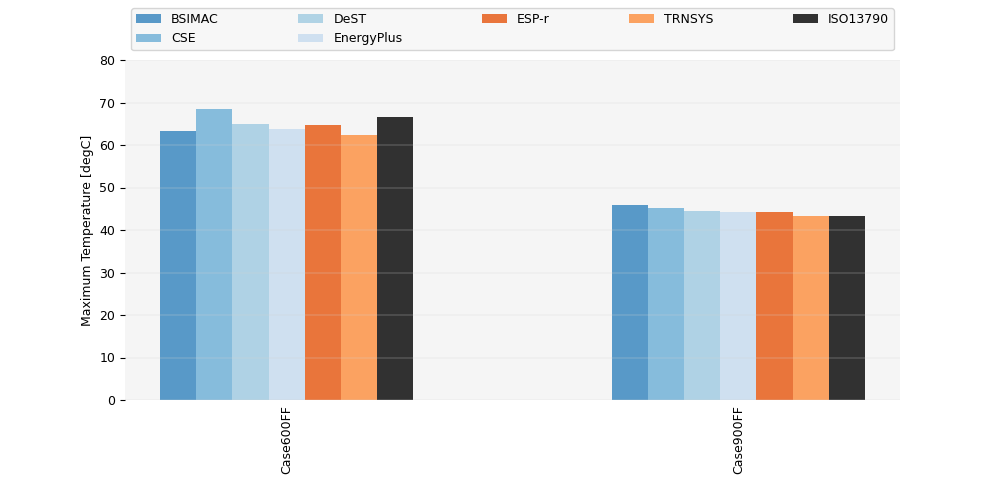 BSIMAC DeST ESP-r TRNSYS ISO13790
CSE EnergyPlus
80
70
60
50
40
30
20
10
0
Maximum Temperature [degC]
Case600FF
Case900FF